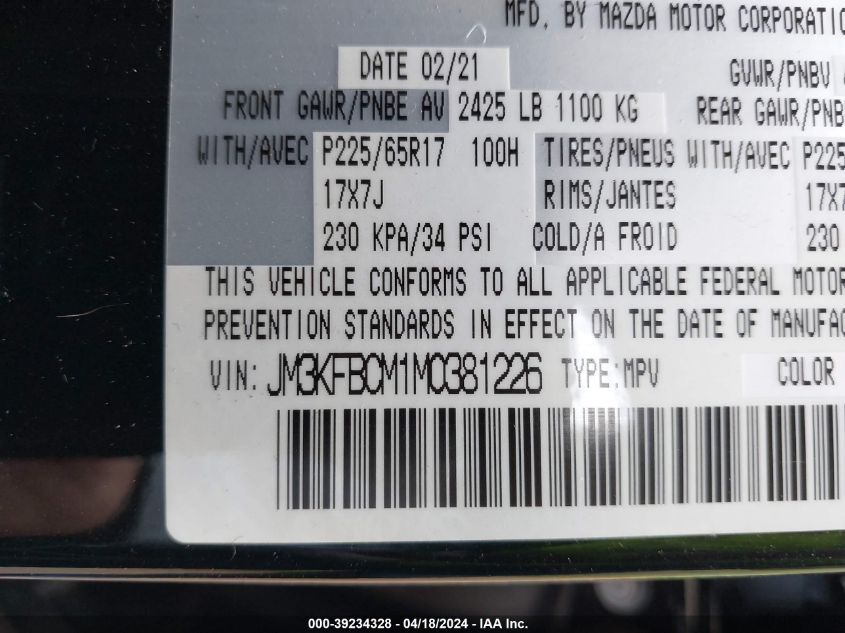 MFD. BY MAZDA MOTOR CORPORATIO
DATE 02/21
GVWR/PNBV
FRONT GAWR/PNBE AV 2425 LB 1100 KG REAR GAWR/PNB
WITH/AVEC P225/65R17 100H TIRES/PNEUS WITH/AVEC P225
17X7J RIMS/JANTES 17X7
230 KPA/34 PSI COLD/A FROID 230
THIS VEHICLE CONFORMS TO ALL APPLICABLE FEDERAL MOTOR
PREVENTION STANDARDS IN EFFECT ON THE DATE OF MANUFAC
VIN: JM3KFBCM1M0381226 TYPE:MPV COLOR
000-39234328 - 04/18/2024 - IAA Inc.